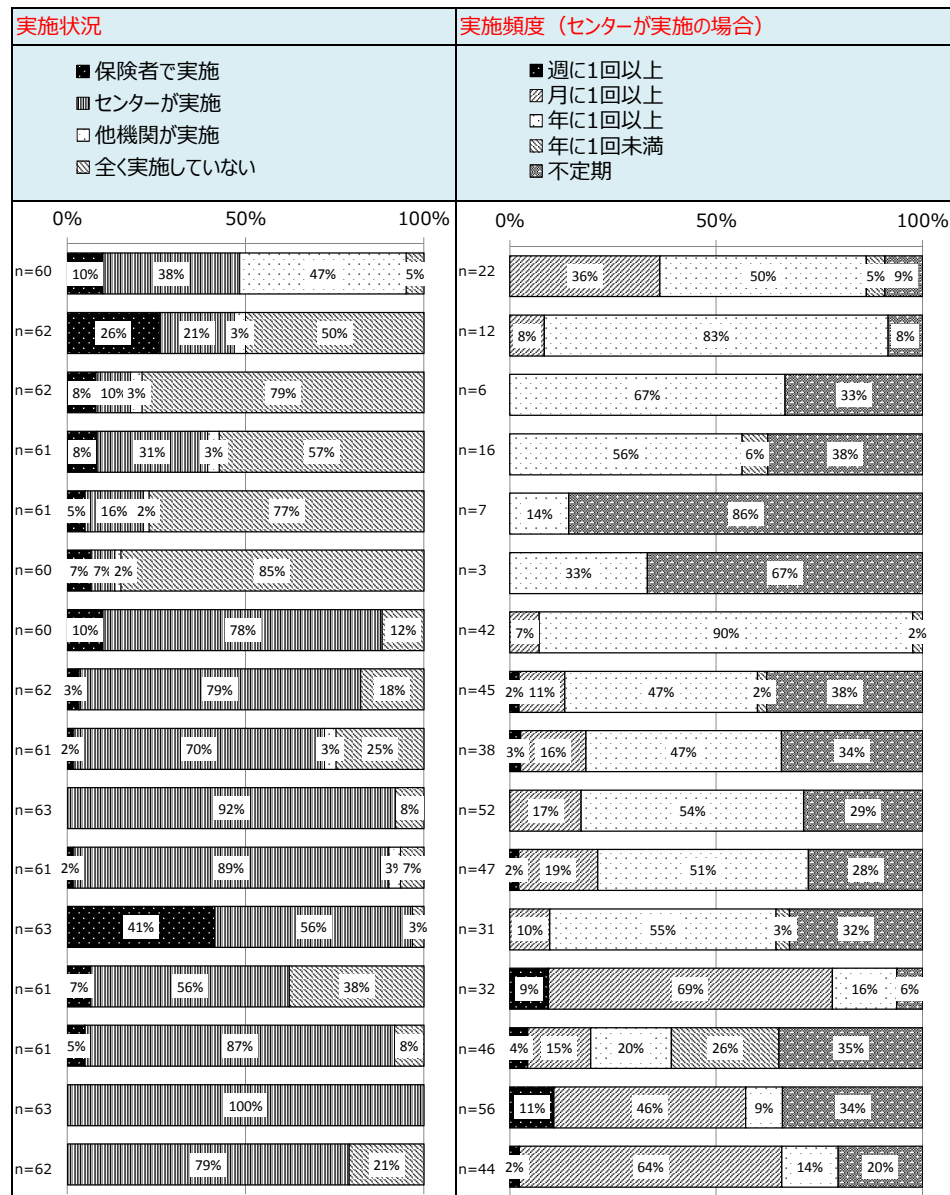 実施状況
実施頻度（センターが実施の場合）
保険者で実施
センターが実施
他機関が実施
全く実施していない
週に1回以上
月に1回以上
年に1回以上
年に1回未満
不定期
0% 50% 100%
0% 50% 100%
n=60 10% 38% 47% 5%
n=22 36% 50% 5% 9%
n=62 26% 21% 3% 50%
n=12 8% 83% 8%
n=62 8% 10% 3% 79%
n=6 67% 33%
n=61 8% 31% 3% 57%
n=16 56% 6% 38%
n=61 5% 16% 2% 77%
n=7 14% 86%
n=60 7% 7% 2% 85%
n=3 33% 67%
n=60 10% 78% 12%
n=42 7% 90% 2%
n=62 3% 79% 18%
n=45 2% 11% 47% 2% 38%
n=61 2% 70% 3% 25%
n=38 3% 16% 47% 34%
n=63 92% 8%
n=52 17% 54% 29%
n=61 2% 89% 3% 7%
n=47 2% 19% 51% 28%
n=63 41% 56% 3%
n=31 10% 55% 3% 32%
n=61 7% 56% 38%
n=32 9% 69% 16% 6%
n=61 5% 87% 8%
n=46 4% 15% 20% 26% 35%
n=63 100%
n=56 11% 46% 9% 34%
n=62 79% 21%
n=44 2% 64% 14% 20%